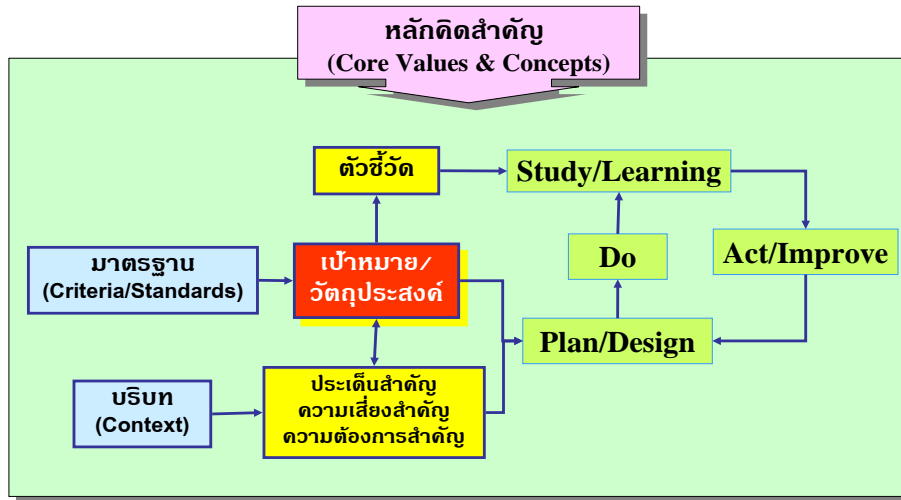 หลักคิดสำคัญ
(Core Values & Concepts)
ตัวชี้วัด
Study/Learning
มาตรฐาน
(Criteria/Standards)
เป้าหมาย/
วัตถุประสงค์
Do
Act/Improve
Plan/Design
บริบท
(Context)
ประเด็นสำคัญ
ความเสี่ยงสำคัญ
ความต้องการสำคัญ